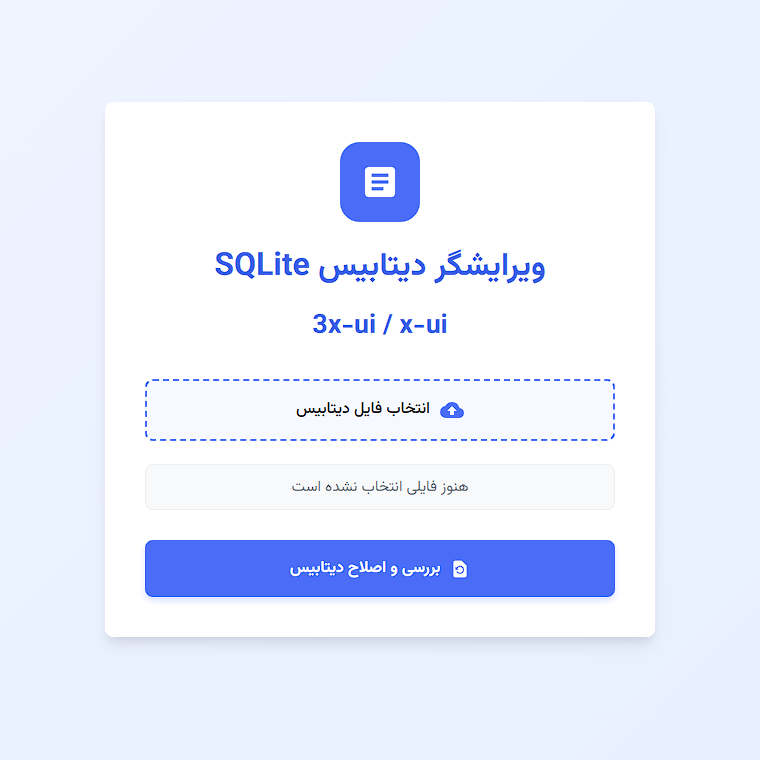 ویرایشگر دیتابیس SQLite
3x-ui / x-ui
انتخاب فایل دیتابیس
هنوز فایلی انتخاب نشده است
بررسی و اصلاح دیتابیس